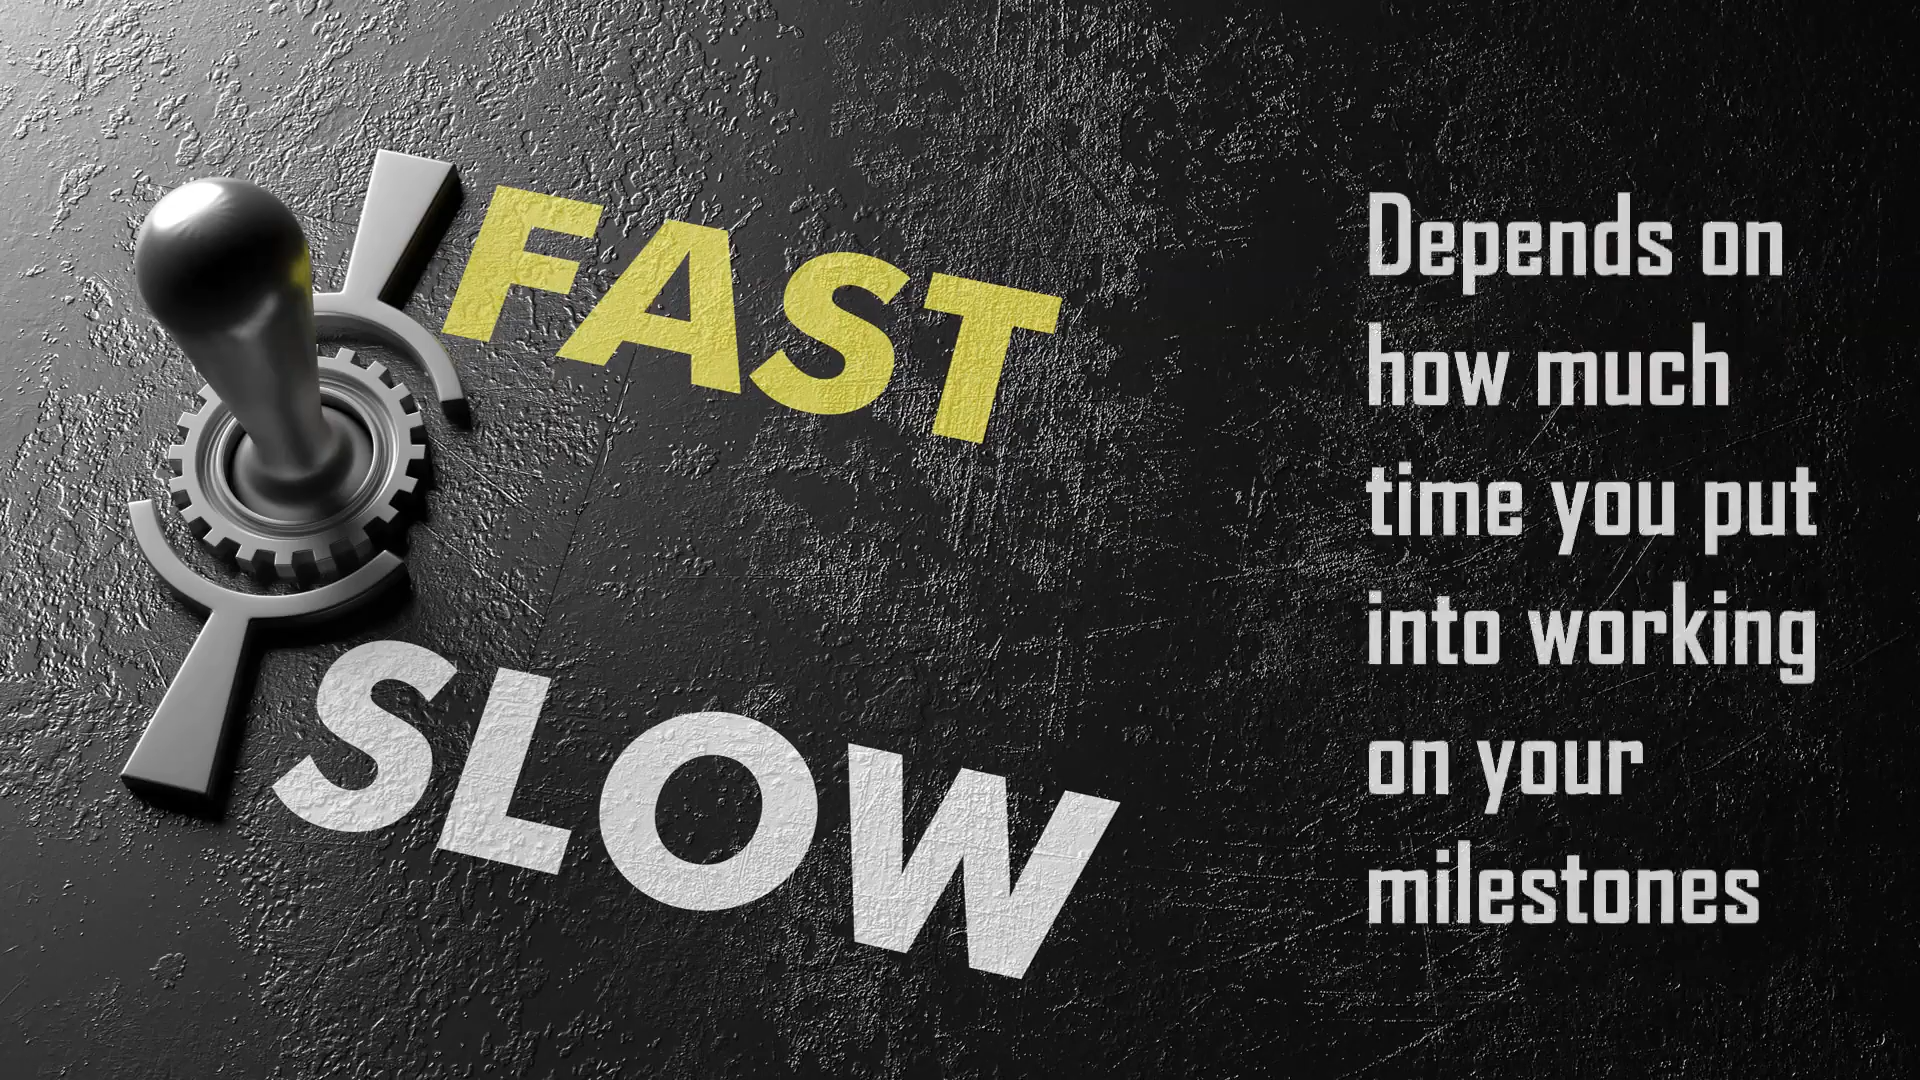 FAST
SLOW
Depends on
how much
time you put
into working
on your
milestones